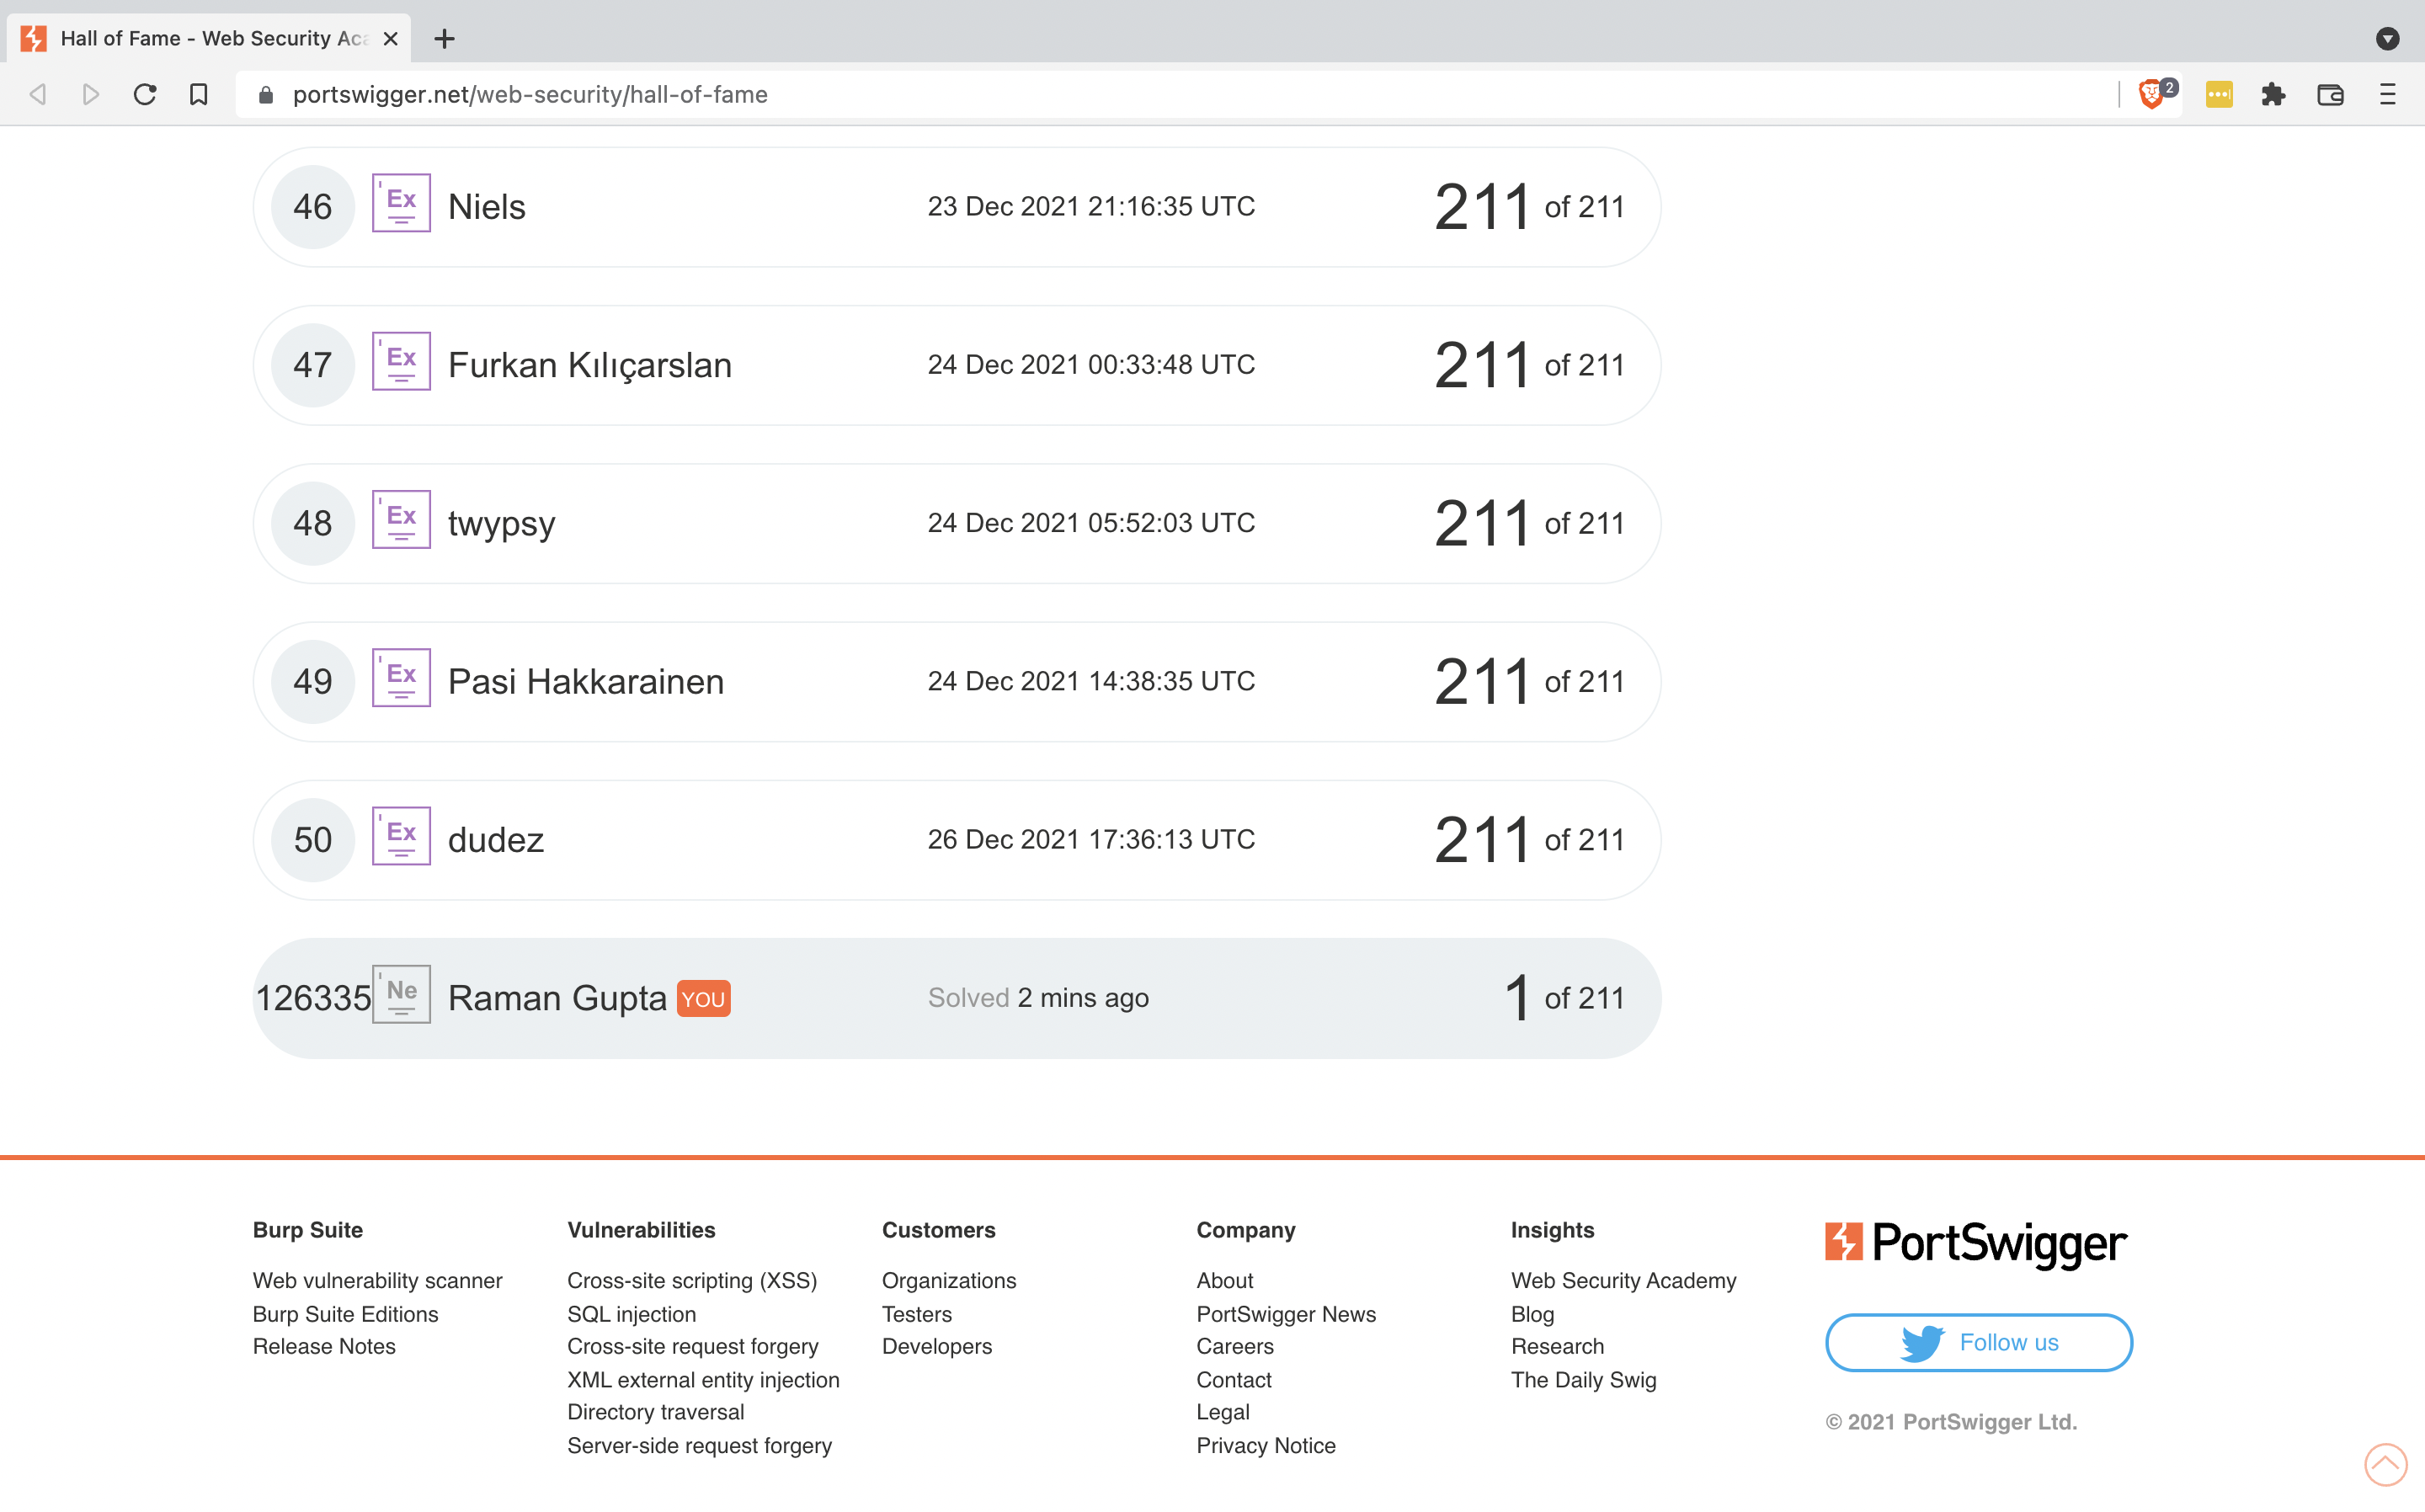 Hall of Fame - Web Security Aca
portswigger.net/web-security/hall-of-fame
2
46 Ex Niels 23 Dec 2021 21:16:35 UTC 211 of 211
47 Ex Furkan Kılıçarslan 24 Dec 2021 00:33:48 UTC 211 of 211
48 Ex twypsy 24 Dec 2021 05:52:03 UTC 211 of 211
49 Ex Pasi Hakkarainen 24 Dec 2021 14:38:35 UTC 211 of 211
50 Ex dudez 26 Dec 2021 17:36:13 UTC 211 of 211
126335 Ne Raman Gupta YOU Solved 2 mins ago 1 of 211
Burp Suite
Web vulnerability scanner
Burp Suite Editions
Release Notes
Vulnerabilities
Cross-site scripting (XSS)
SQL injection
Cross-site request forgery
XML external entity injection
Directory traversal
Server-side request forgery
Customers
Organizations
Testers
Developers
Company
About
PortSwigger News
Careers
Contact
Legal
Privacy Notice
Insights
Web Security Academy
Blog
Research
The Daily Swig
PortSwigger
Follow us
© 2021 PortSwigger Ltd.